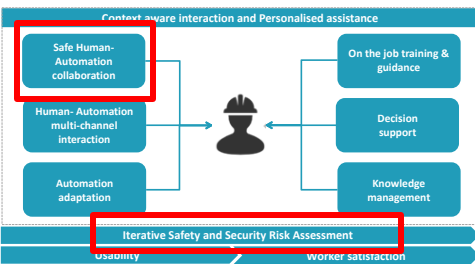 Context aware interaction and Personalised assistance
Safe Human-
Automation
collaboration
On the job training &
guidance
Human- Automation
multi-channel
interaction
Decision
support
Automation
adaptation
Knowledge
management
Iterative Safety and Security Risk Assessment
Usability
Worker satisfaction